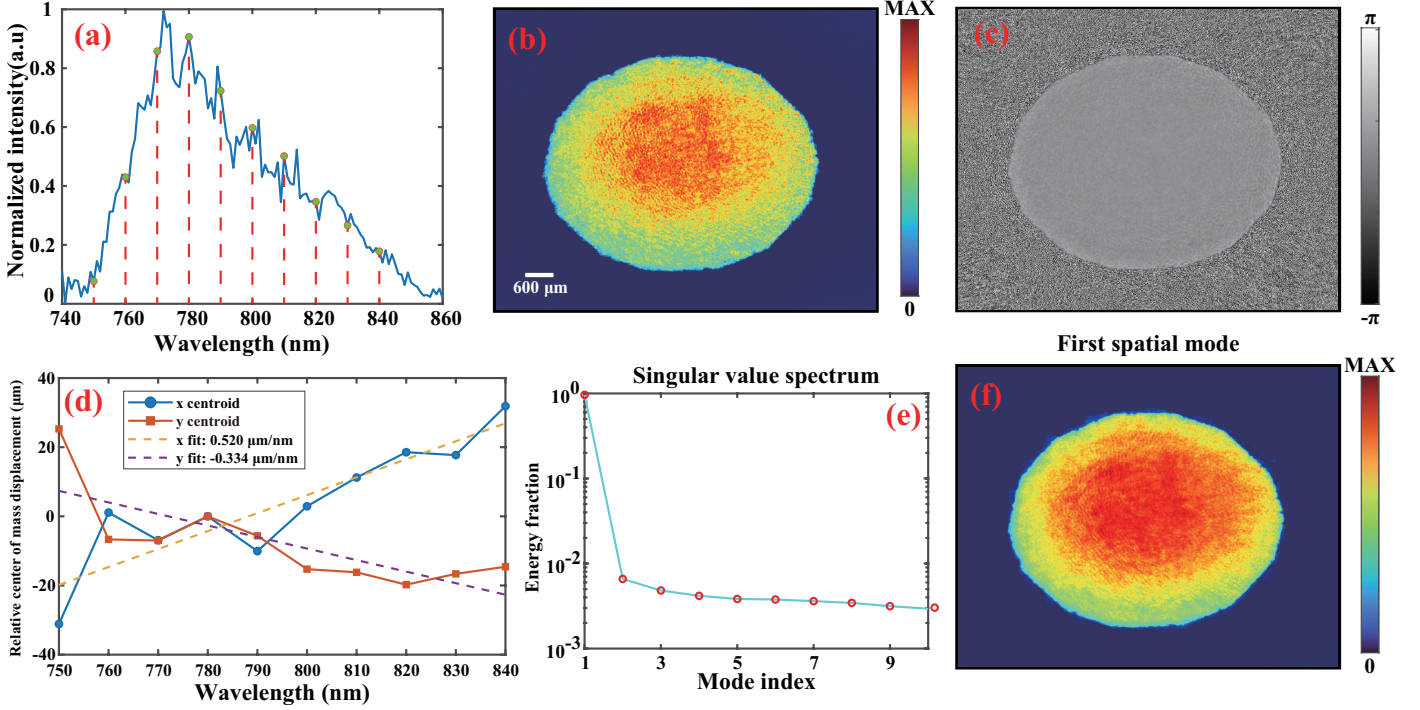 (a)
Normalized intensity(a.u)
1
0.8
0.6
0.4
0.2
0
740 760 780 800 820 840 860
Wavelength (nm)
(b)
600 μm
MAX
0
(c)
π
-π
(d)
Relative center of mass displacement (μm)
40
20
0
-20
-40
x centroid
y centroid
x fit: 0.520 μm/nm
y fit: -0.334 μm/nm
750 760 770 780 790 800 810 820 830 840
Wavelength (nm)
Singular value spectrum
(e)
Energy fraction
10^0
10^-1
10^-2
10^-3
1 3 5 7 9
Mode index
First spatial mode
(f)
MAX
0